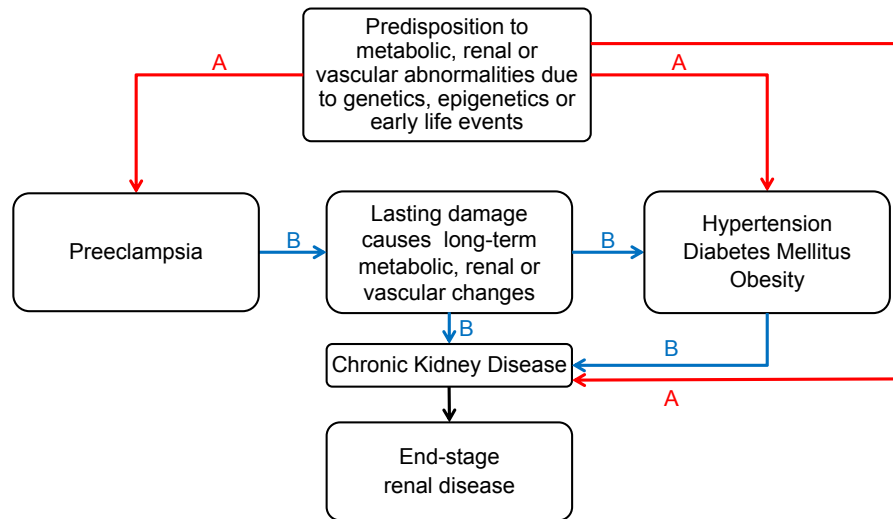 Predisposition to
metabolic, renal or
vascular abnormalities due
to genetics, epigenetics or
early life events
A
A
Preeclampsia
B
Lasting damage
causes long-term
metabolic, renal or
vascular changes
B
Hypertension
Diabetes Mellitus
Obesity
B
B
Chronic Kidney Disease
A
End-stage
renal disease